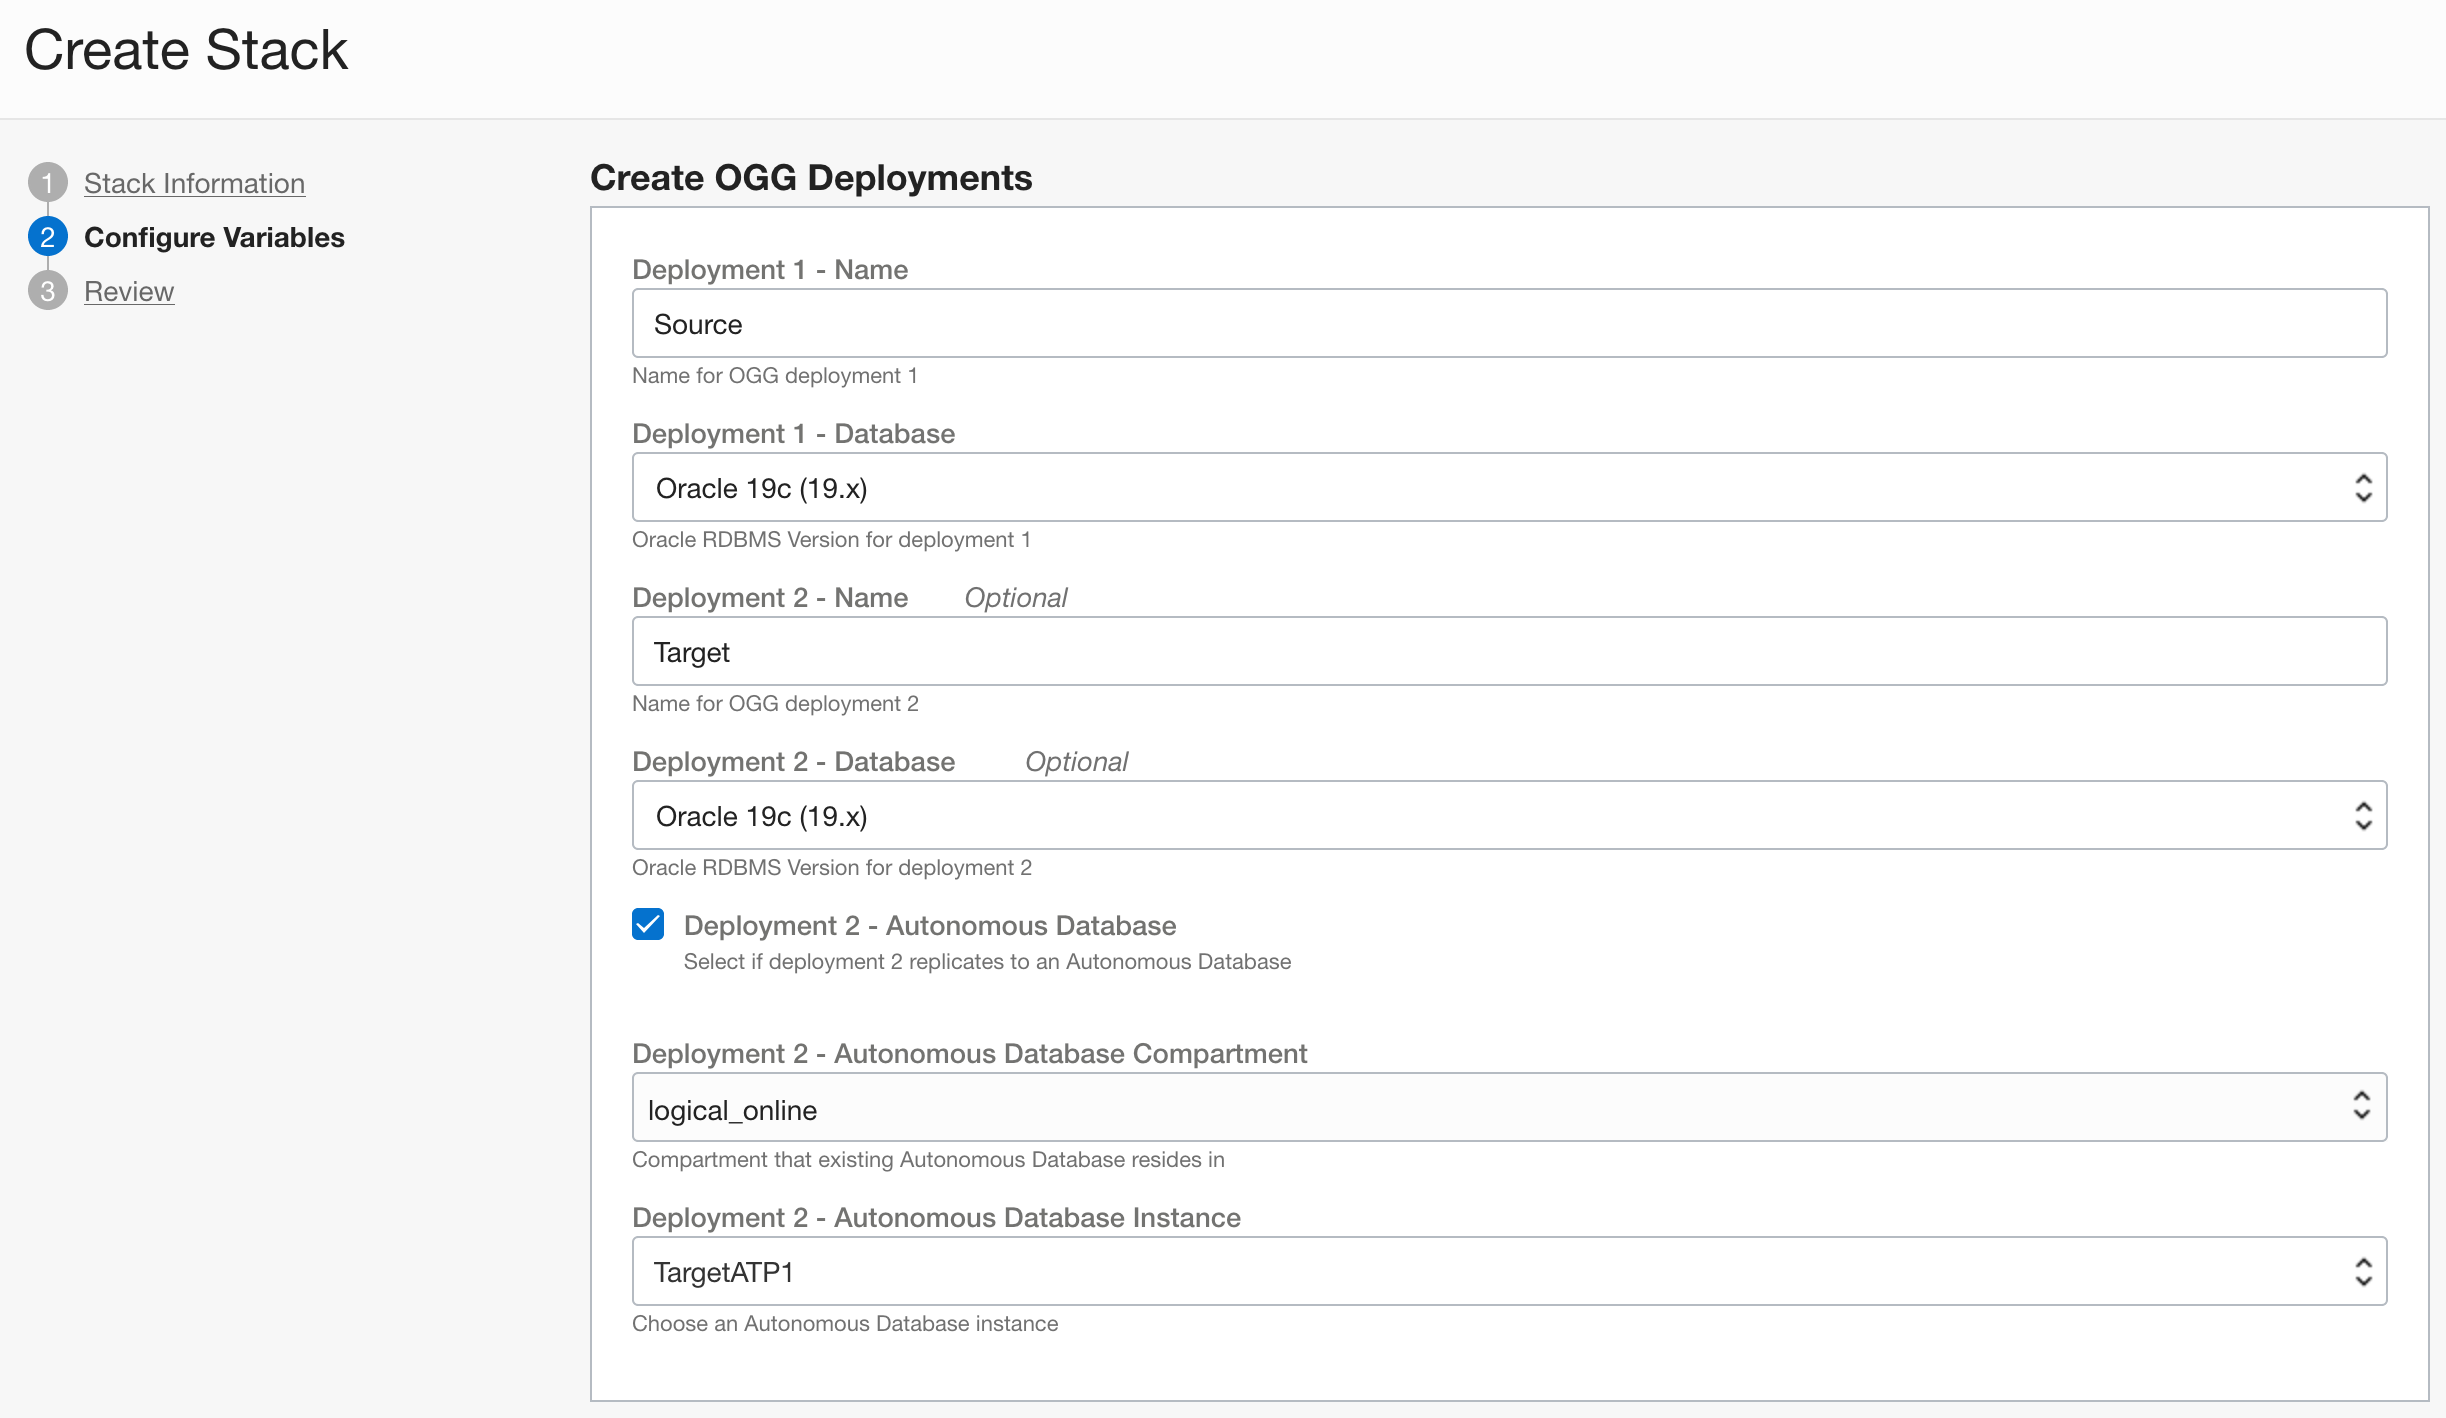 Create Stack
1 Stack Information
2 Configure Variables
3 Review
Create OGG Deployments
Deployment 1 - Name
Source
Name for OGG deployment 1
Deployment 1 - Database
Oracle 19c (19.x)
Oracle RDBMS Version for deployment 1
Deployment 2 - Name Optional
Target
Name for OGG deployment 2
Deployment 2 - Database Optional
Oracle 19c (19.x)
Oracle RDBMS Version for deployment 2
Deployment 2 - Autonomous Database
Select if deployment 2 replicates to an Autonomous Database
Deployment 2 - Autonomous Database Compartment
logical_online
Compartment that existing Autonomous Database resides in
Deployment 2 - Autonomous Database Instance
TargetATP1
Choose an Autonomous Database instance